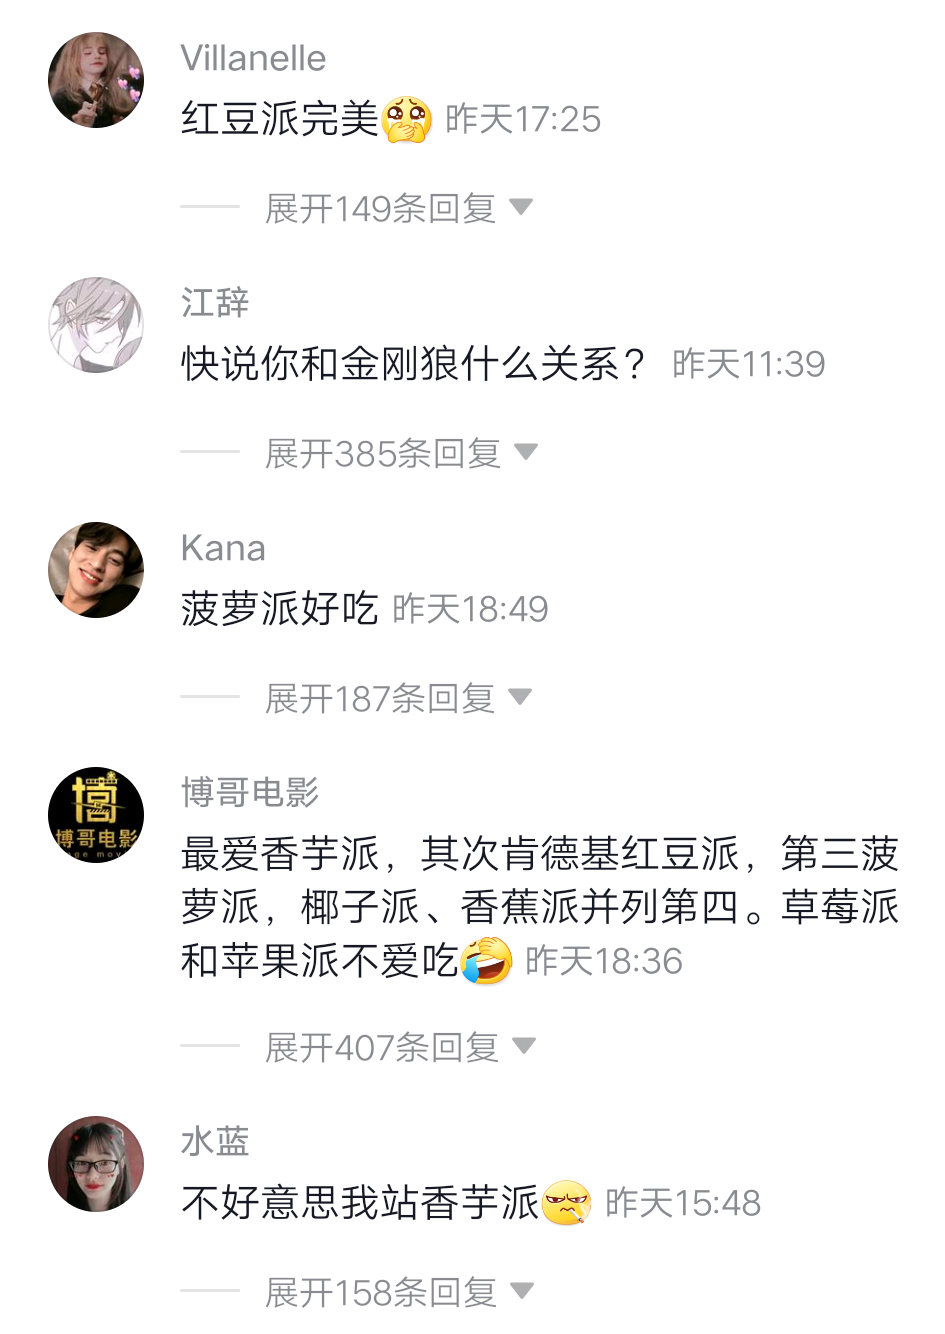 Villanelle
红豆派完美 昨天17:25
展开149条回复
江辞
快说你和金刚狼什么关系？ 昨天11:39
展开385条回复
Kana
菠萝派好吃 昨天18:49
展开187条回复
博
博哥电影
ge mov
博哥电影
最爱香芋派，其次肯德基红豆派，第三菠
萝派，椰子派、香蕉派并列第四。草莓派
和苹果派不爱吃 昨天18:36
展开407条回复
水蓝
不好意思我站香芋派 昨天15:48
展开158条回复